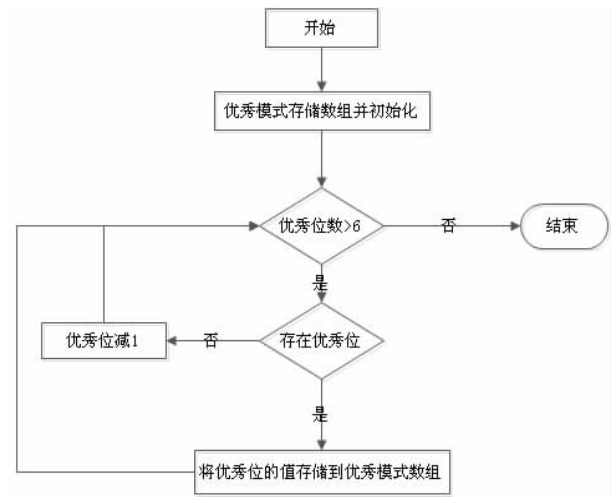 开始
优秀模式存储数组并初始化
优秀位数>6
否
结束
是
优秀位减1
否
存在优秀位
是
将优秀位的值存储到优秀模式数组